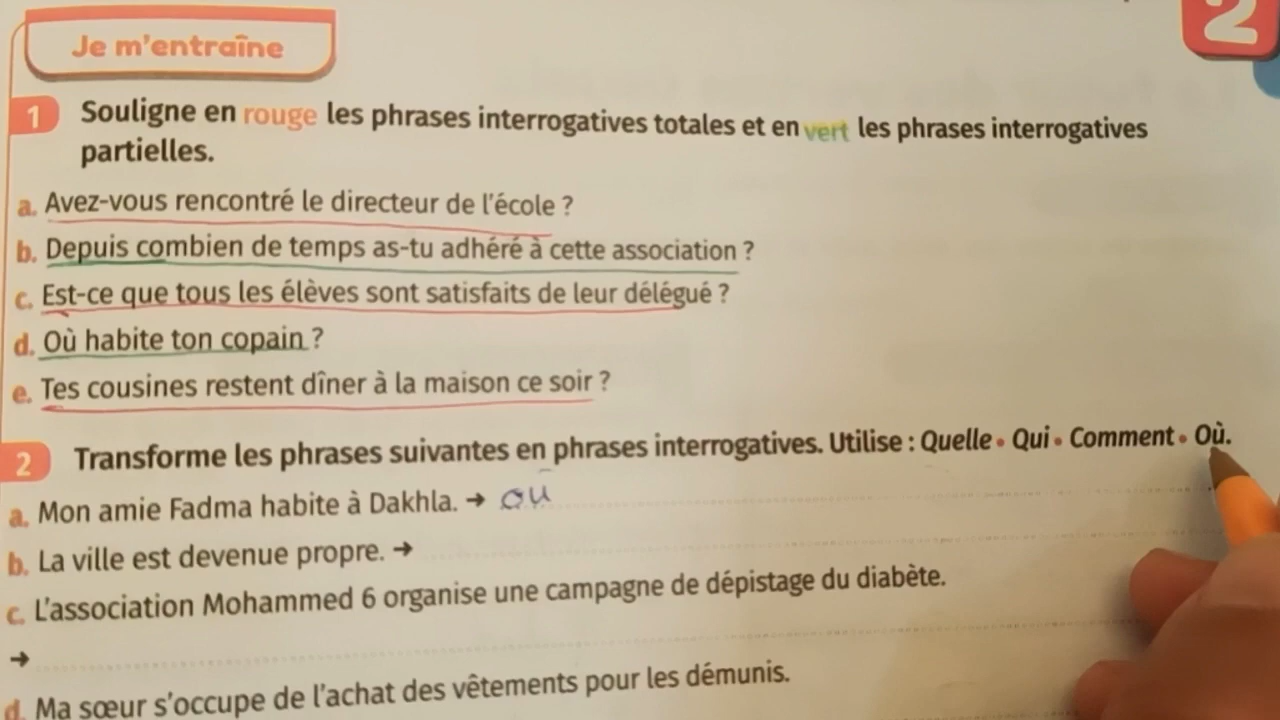 2
Je m'entraîne
1 Souligne en rouge les phrases interrogatives totales et en vert les phrases interrogatives
partielles.
a. Avez-vous rencontré le directeur de l'école ?
b. Depuis combien de temps as-tu adhéré à cette association ?
c. Est-ce que tous les élèves sont satisfaits de leur délégué ?
d. Où habite ton copain ?
e. Tes cousines restent dîner à la maison ce soir ?
2 Transforme les phrases suivantes en phrases interrogatives. Utilise : Quelle • Qui • Comment • Où.
a. Mon amie Fadma habite à Dakhla. → ou
b. La ville est devenue propre. →
c. L'association Mohammed 6 organise une campagne de dépistage du diabète.
→
d. Ma sœur s'occupe de l'achat des vêtements pour les démunis.